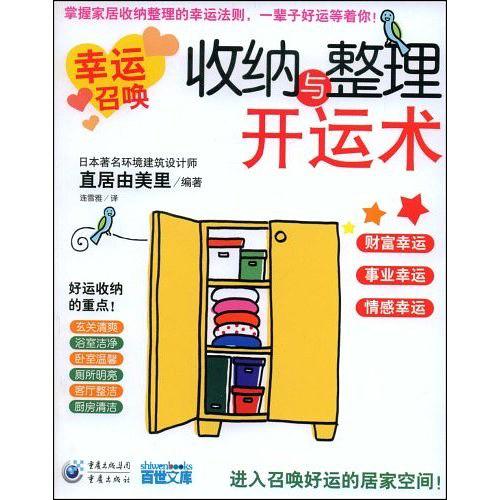 掌握家居收纳整理的幸运法则，一辈子好运等着你！
幸运
召唤
收纳与整理
开运术
日本著名环境建筑设计师
直居由美里/编著
连雪雅/译
财富幸运
事业幸运
情感幸运
好运收纳
的重点！
玄关清爽
浴室洁净
卧室温馨
厕所明亮
客厅整洁
厨房清洁
重庆出版集团
重庆出版社
shiwenbooks
百世文库
进入召唤好运的居家空间！